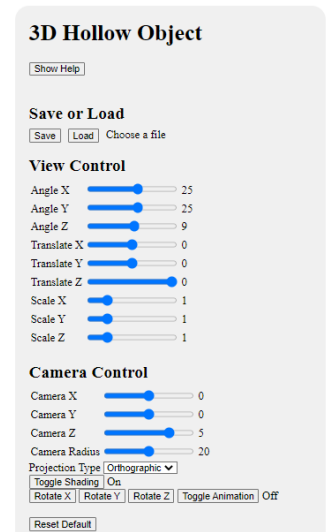 3D Hollow Object
Show Help
Save or Load
Save Load Choose a file
View Control
Angle X 25
Angle Y 25
Angle Z 9
Translate X 0
Translate Y 0
Translate Z 0
Scale X 1
Scale Y 1
Scale Z 1
Camera Control
Camera X 0
Camera Y 0
Camera Z 5
Camera Radius 20
Projection Type Orthographic
Toggle Shading On
Rotate X Rotate Y Rotate Z Toggle Animation Off
Reset Default